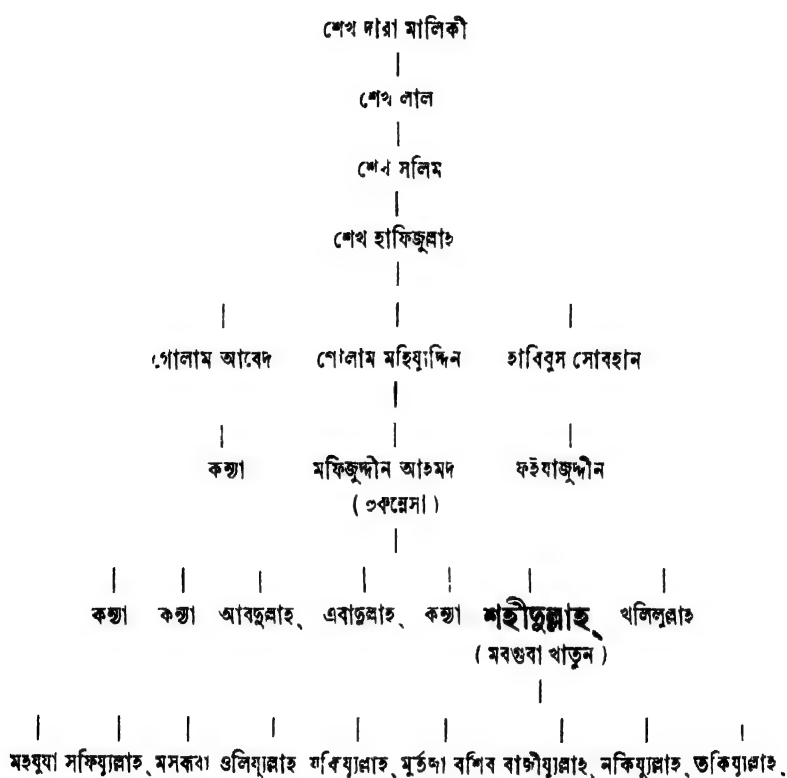 শেখ দারা মালিকী
শেখ লাল
শেখ সলিম
শেখ হাফিজুল্লাহ
গোলাম আবেদ গোলাম মহিয়্যুদ্দিন হাবিবুস সোবহান
কন্যা মফিজুদ্দীন আহমদ ফইযাজুদ্দীন
কন্যা কন্যা আবদুল্লাহ্ এবাদুল্লাহ্ কন্যা শহীদুল্লাহ্ খলিলুল্লাহ
( মরগুবা খাতুন )
মহযুযা সফিয়্যুল্লাহ্ মসরুরা ওলিয়্যুল্লাহ যকিয়্যুল্লাহ্ মুর্তজা বশির রাজীয়্যুল্লাহ্ নকিয়্যুল্লাহ্ তকিয়্যুল্লাহ্